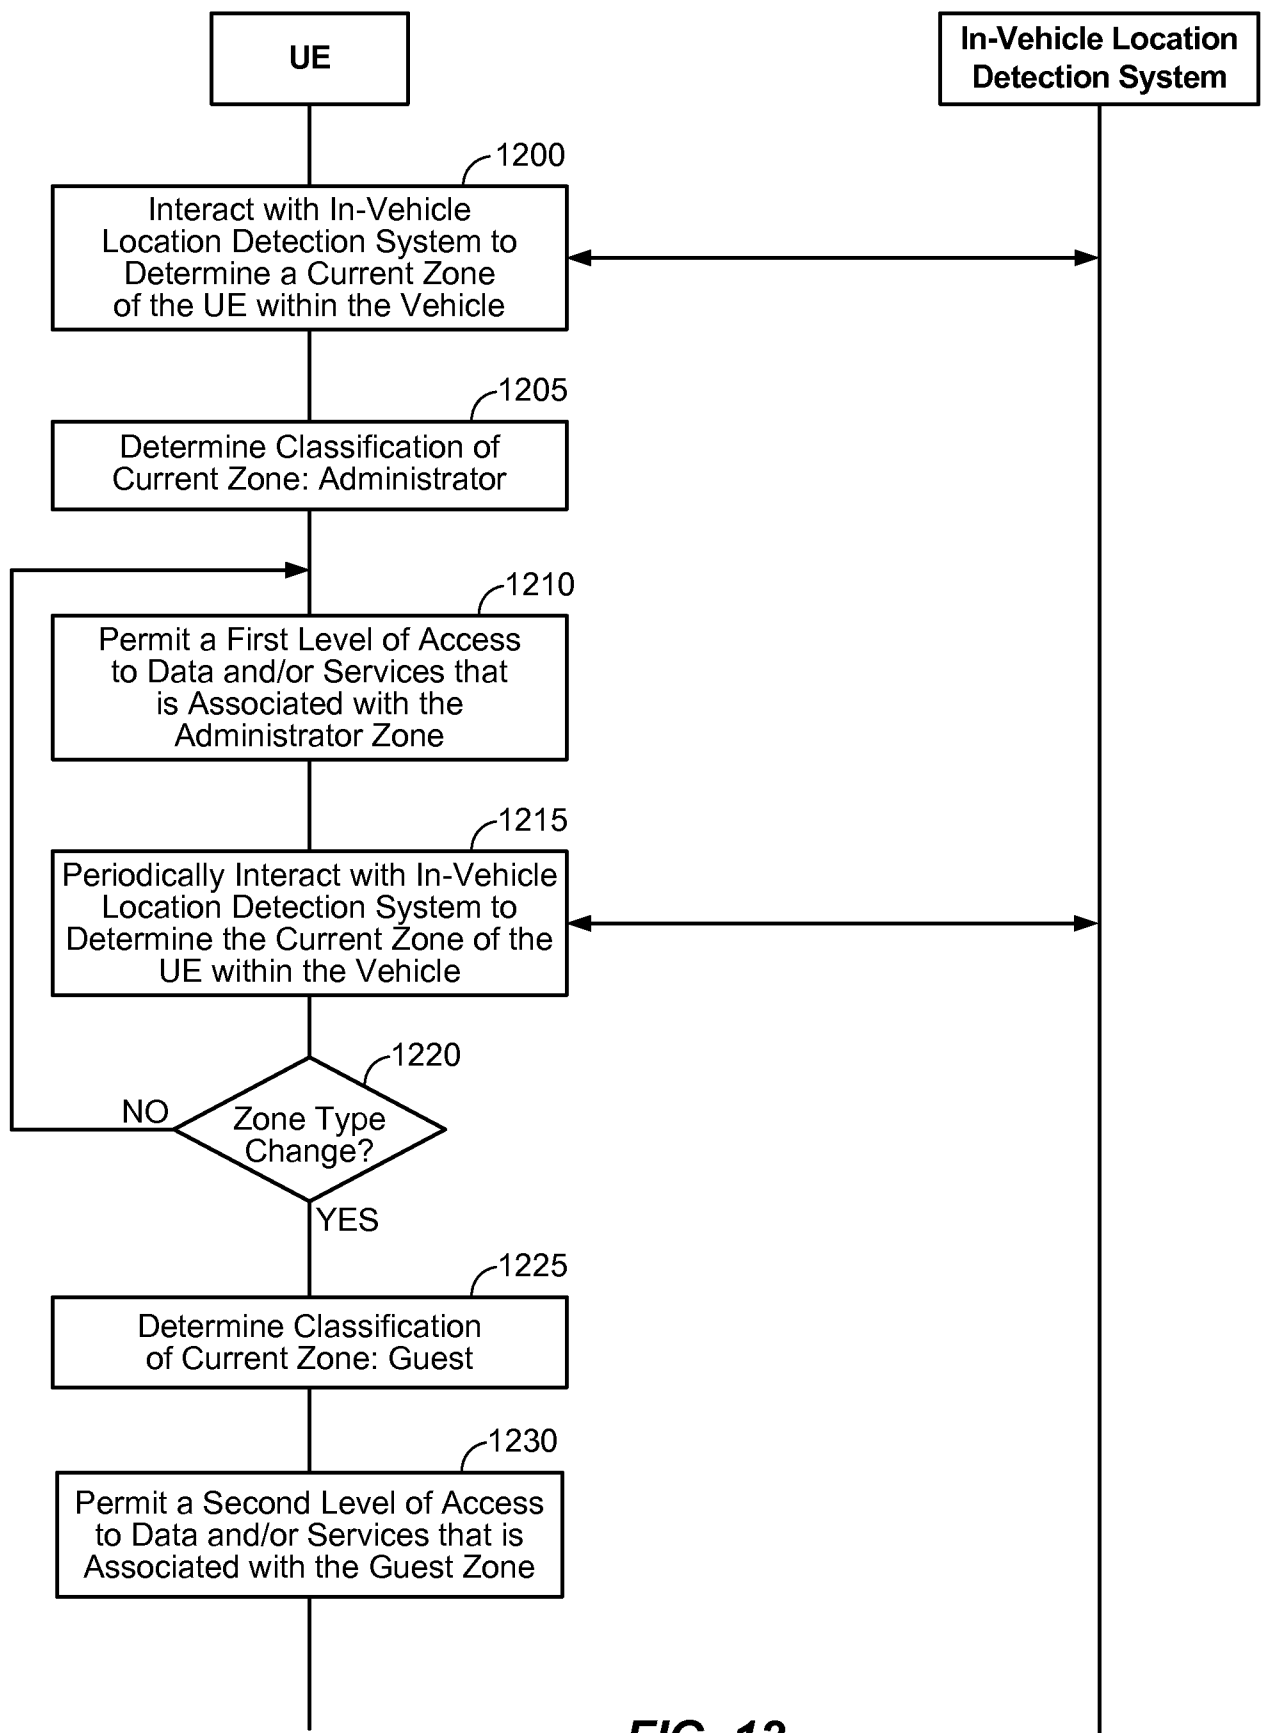 UE
In-Vehicle Location
Detection System
1200
Interact with In-Vehicle
Location Detection System to
Determine a Current Zone
of the UE within the Vehicle
1205
Determine Classification of
Current Zone: Administrator
1210
Permit a First Level of Access
to Data and/or Services that
is Associated with the
Administrator Zone
1215
Periodically Interact with In-Vehicle
Location Detection System to
Determine the Current Zone of the
UE within the Vehicle
1220
NO
Zone Type
Change?
YES
1225
Determine Classification
of Current Zone: Guest
1230
Permit a Second Level of Access
to Data and/or Services that is
Associated with the Guest Zone
FIG.